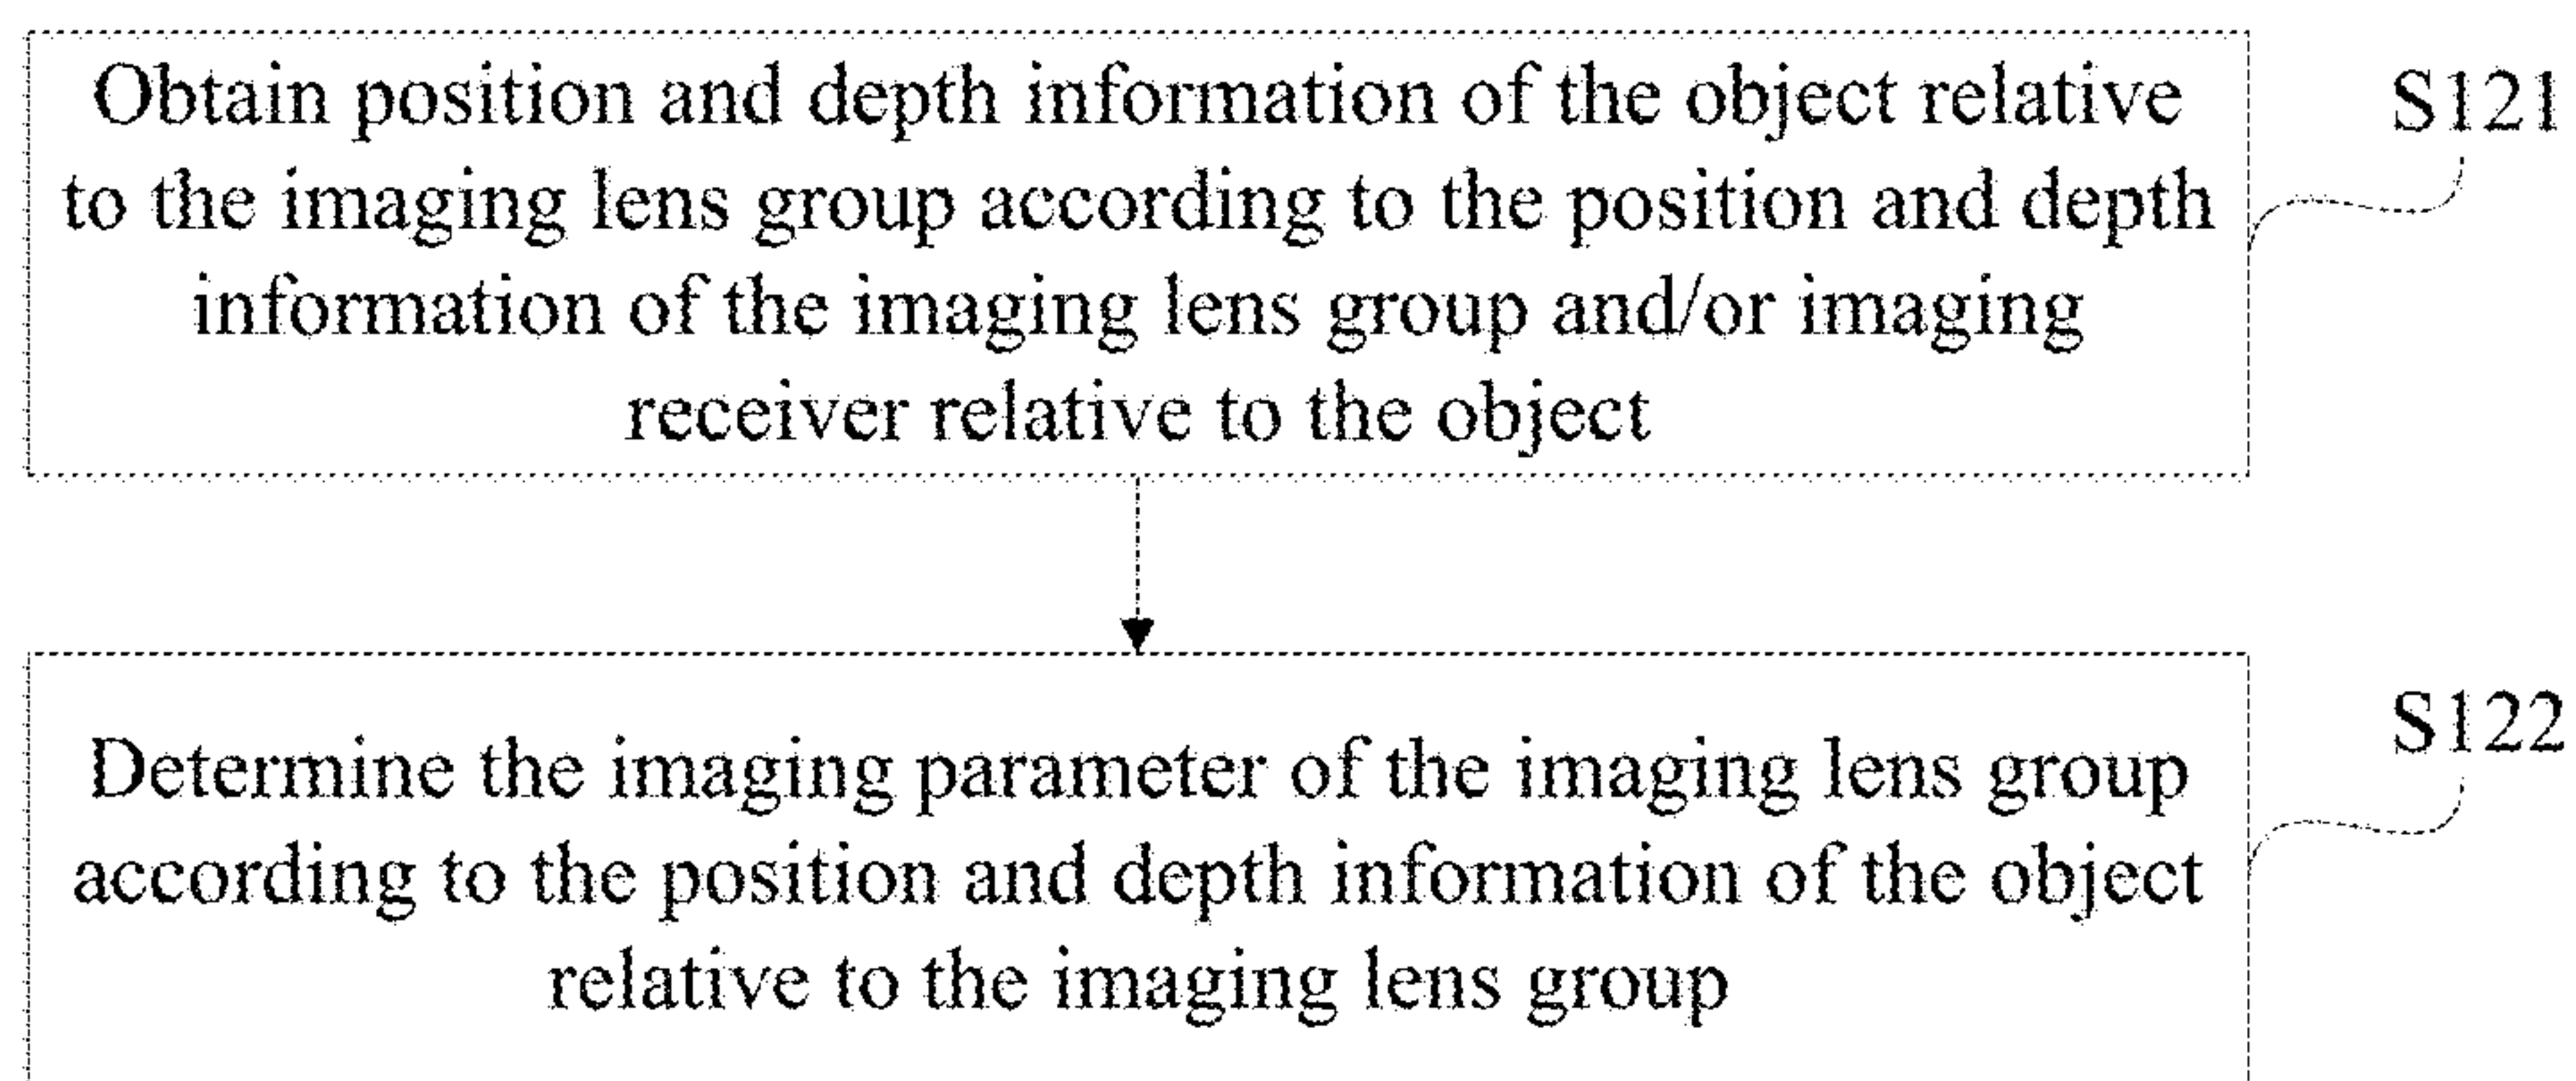 Obtain position and depth information of the object relative
to the imaging lens group according to the position and depth
information of the imaging lens group and/or imaging
receiver relative to the object
S121
Determine the imaging parameter of the imaging lens group
according to the position and depth information of the object
relative to the imaging lens group
S122